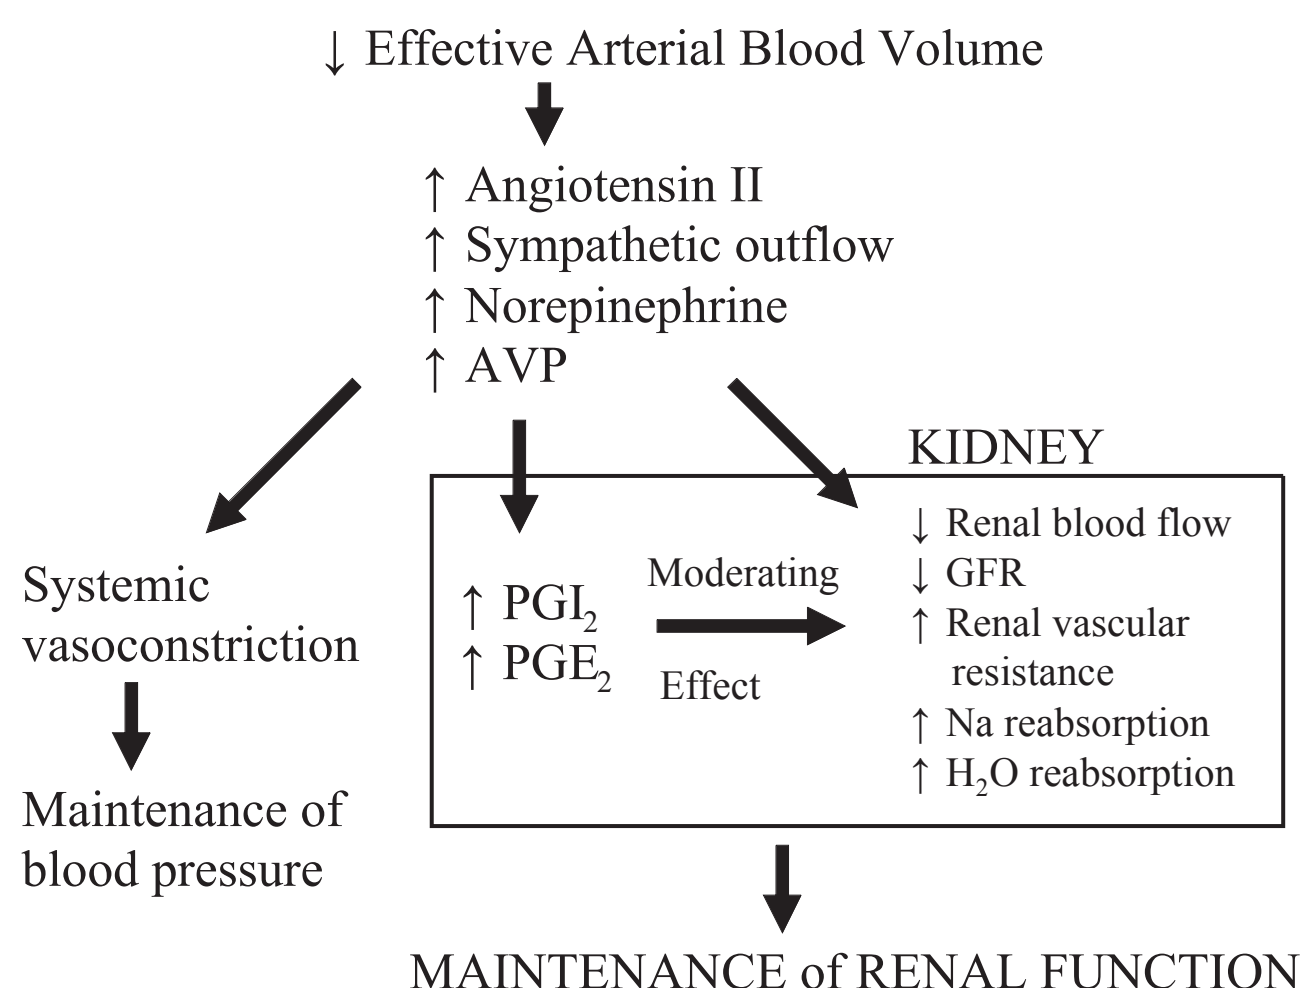 ↓ Effective Arterial Blood Volume
↑ Angiotensin II
↑ Sympathetic outflow
↑ Norepinephrine
↑ AVP
Systemic
vasoconstriction
Maintenance of
blood pressure
KIDNEY
↑ PGI₂
↑ PGE₂
Moderating
Effect
↓ Renal blood flow
↓ GFR
↑ Renal vascular
resistance
↑ Na reabsorption
↑ H₂O reabsorption
MAINTENANCE of RENAL FUNCTION